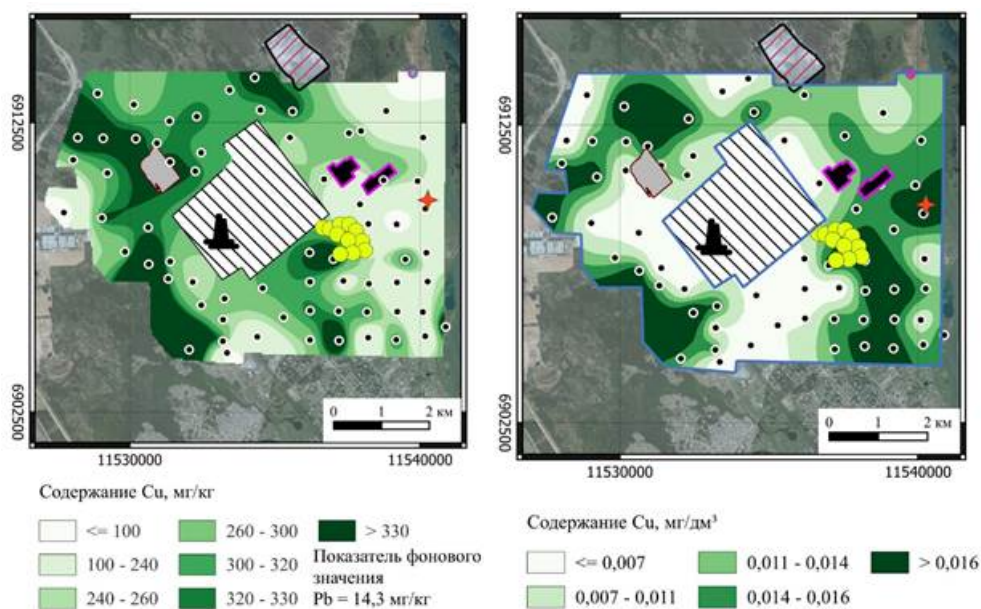 6912500
6902500
11530000
11540000
0 1 2 км
Содержание Cu, мг/кг
<= 100
100 - 240
240 - 260
260 - 300
300 - 320
320 - 330
> 330
Показатель фонового
значения
Pb = 14,3 мг/кг
6912500
6902500
11530000
11540000
0 1 2 км
Содержание Cu, мг/дм³
<= 0,007
0,007 - 0,011
0,011 - 0,014
0,014 - 0,016
> 0,016